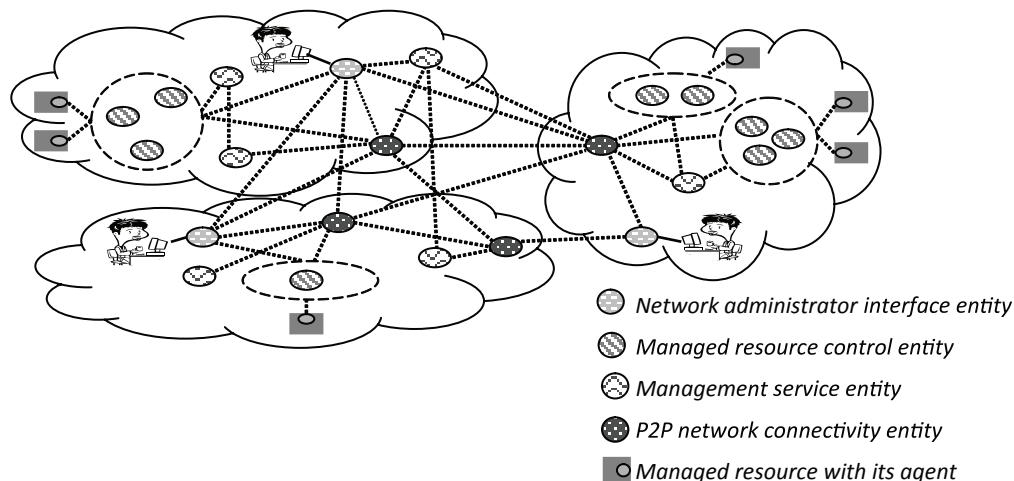 Network administrator interface entity
Managed resource control entity
Management service entity
P2P network connectivity entity
Managed resource with its agent